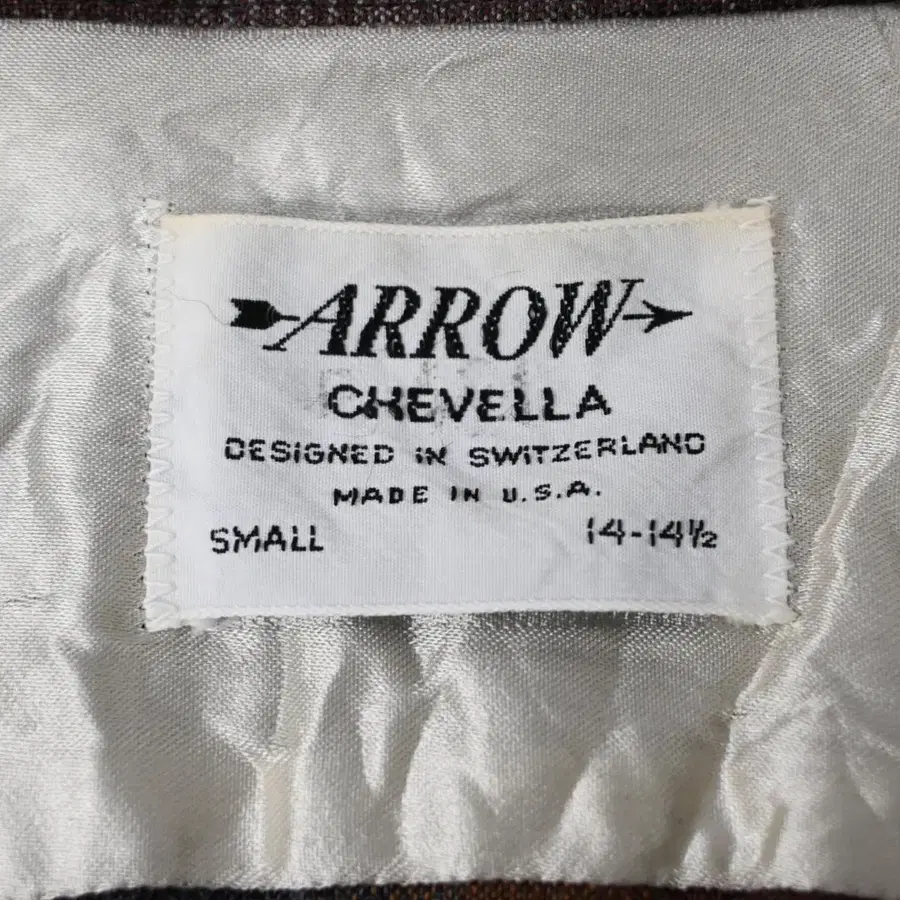 ARROW
CHEVELLA
DESIGNED IN SWITZERLAND
MADE IN U.S.A.
SMALL 14-14½